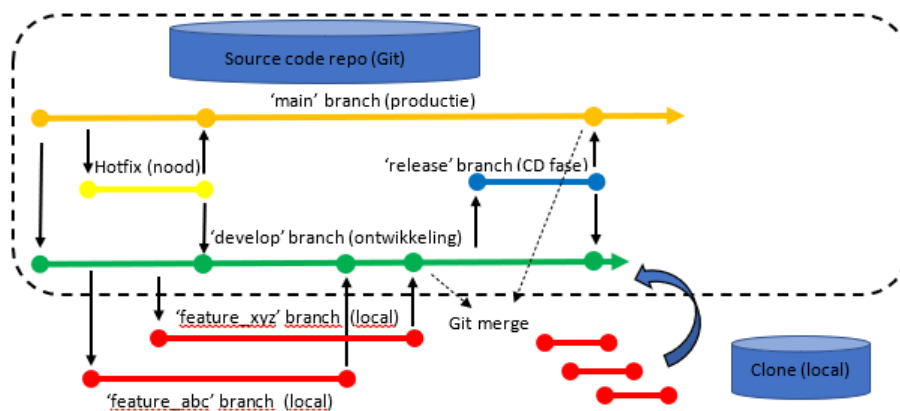 Source code repo (Git)
‘main’ branch (productie)
Hotfix (nood)
‘release’ branch (CD fase)
‘develop’ branch (ontwikkeling)
‘feature_xyz’ branch (local)
Git merge
Clone (local)
‘feature_abc’ branch (local)